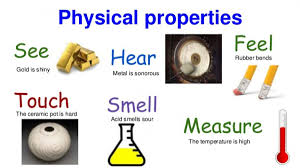 Physical properties
See
Gold is shiny
Hear
Metal is sonorous
Feel
Rubber bends
Touch
The ceramic pot is hard
Smell
Acid smells sour
Measure
The temperature is high